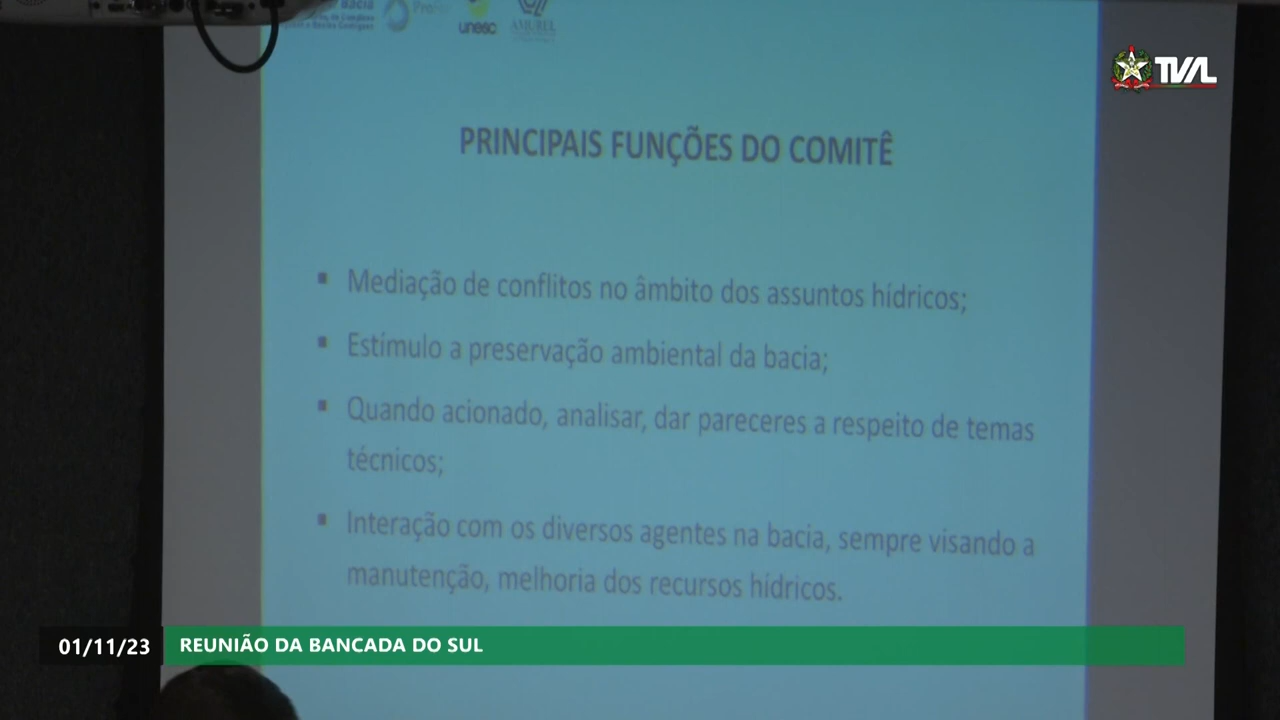 Bacia
unesc
AMUREL
TVAL
PRINCIPAIS FUNÇÕES DO COMITÊ
▪ Mediação de conflitos no âmbito dos assuntos hídricos;
▪ Estímulo a preservação ambiental da bacia;
▪ Quando acionado, analisar, dar pareceres a respeito de temas
técnicos;
▪ Interação com os diversos agentes na bacia, sempre visando a
manutenção, melhoria dos recursos hídricos.
01/11/23 REUNIÃO DA BANCADA DO SUL